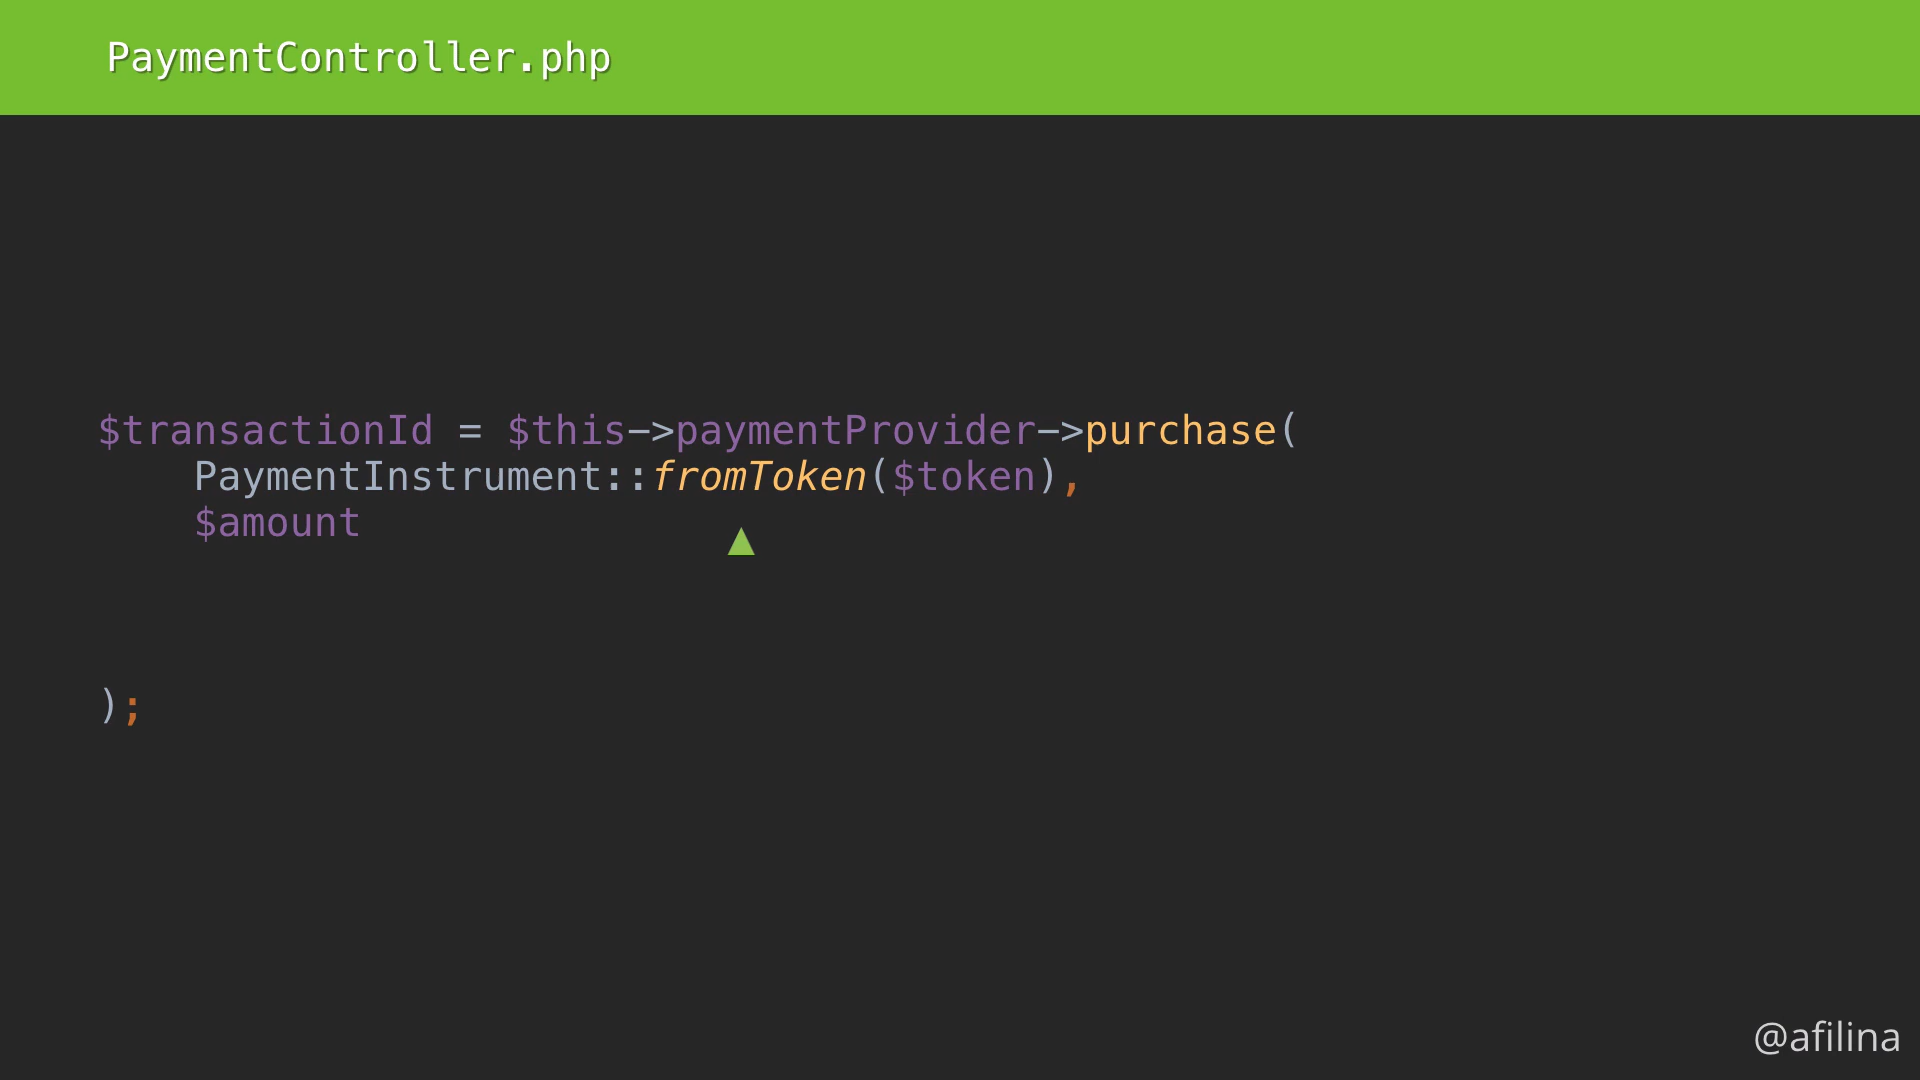 PaymentController.php
$transactionId = $this->paymentProvider->purchase(
    PaymentInstrument::fromToken($token),
    $amount
);
@afilina